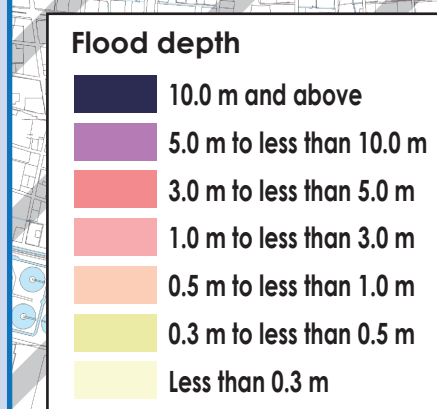 Flood depth
10.0 m and above
5.0 m to less than 10.0 m
3.0 m to less than 5.0 m
1.0 m to less than 3.0 m
0.5 m to less than 1.0 m
0.3 m to less than 0.5 m
Less than 0.3 m